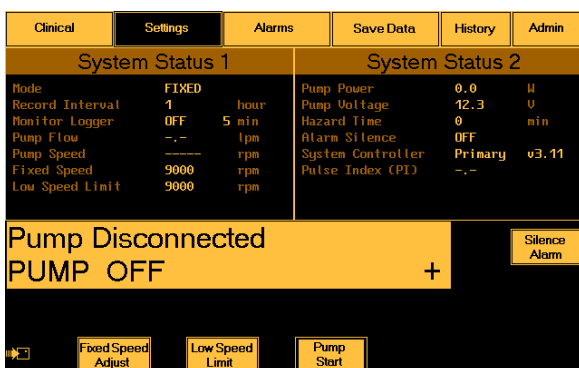 Clinical Settings Alarms Save Data History Admin
System Status 1 System Status 2
Mode FIXED Pump Power 0.0 W
Record Interval 1 hour Pump Voltage 12.3 V
Monitor Logger OFF 5 min Hazard Time 0 min
Pump Flow -.- lpm Alarm Silence OFF
Pump Speed ----- rpm System Controller Primary v3.11
Fixed Speed 9000 rpm Pulse Index (PI) -.-
Low Speed Limit 9000 rpm
Pump Disconnected
PUMP OFF +
Silence
Alarm
Fixed Speed Low Speed Pump
Adjust Limit Start